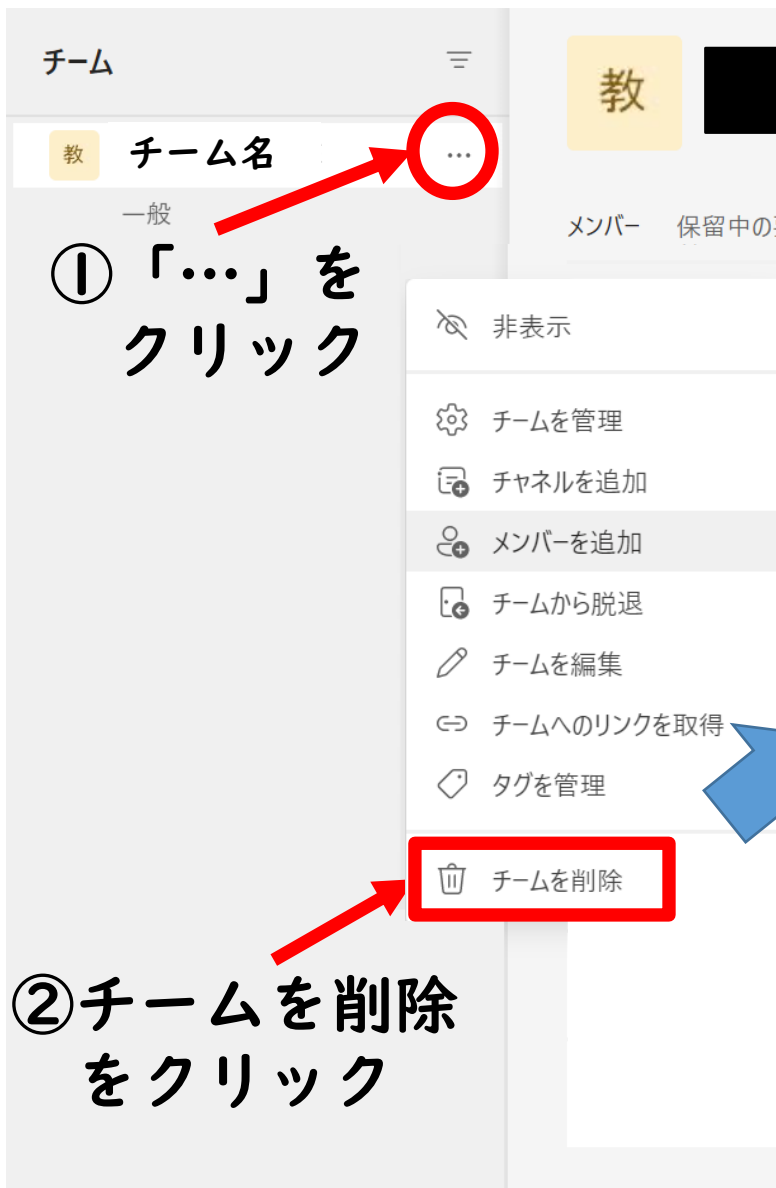 チーム
教
教 チーム名 …
一般
メンバー 保留中の
①「…」を
クリック
非表示
チームを管理
チャネルを追加
メンバーを追加
チームから脱退
チームを編集
チームへのリンクを取得
タグを管理
チームを削除
②チームを削除
をクリック